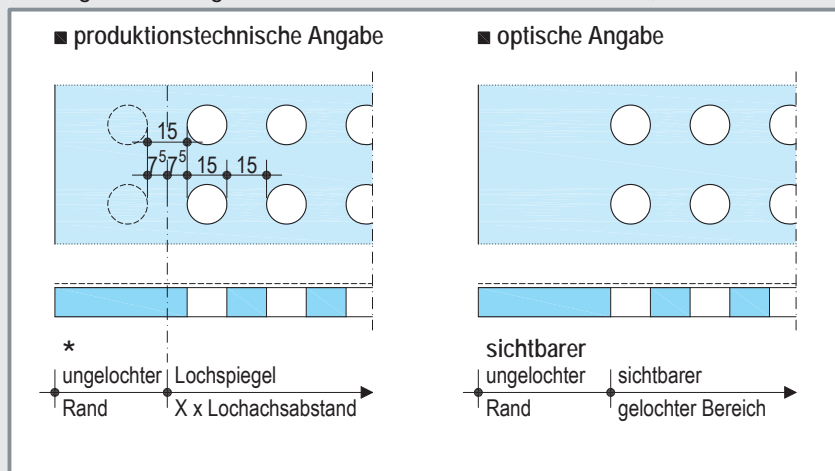 ■ produktionstechnische Angabe
15
7⁵ 7⁵ 15 15
*
ungelochter Lochspiegel
Rand X x Lochachsabstand
■ optische Angabe
sichtbarer
ungelochter sichtbarer
Rand gelochter Bereich